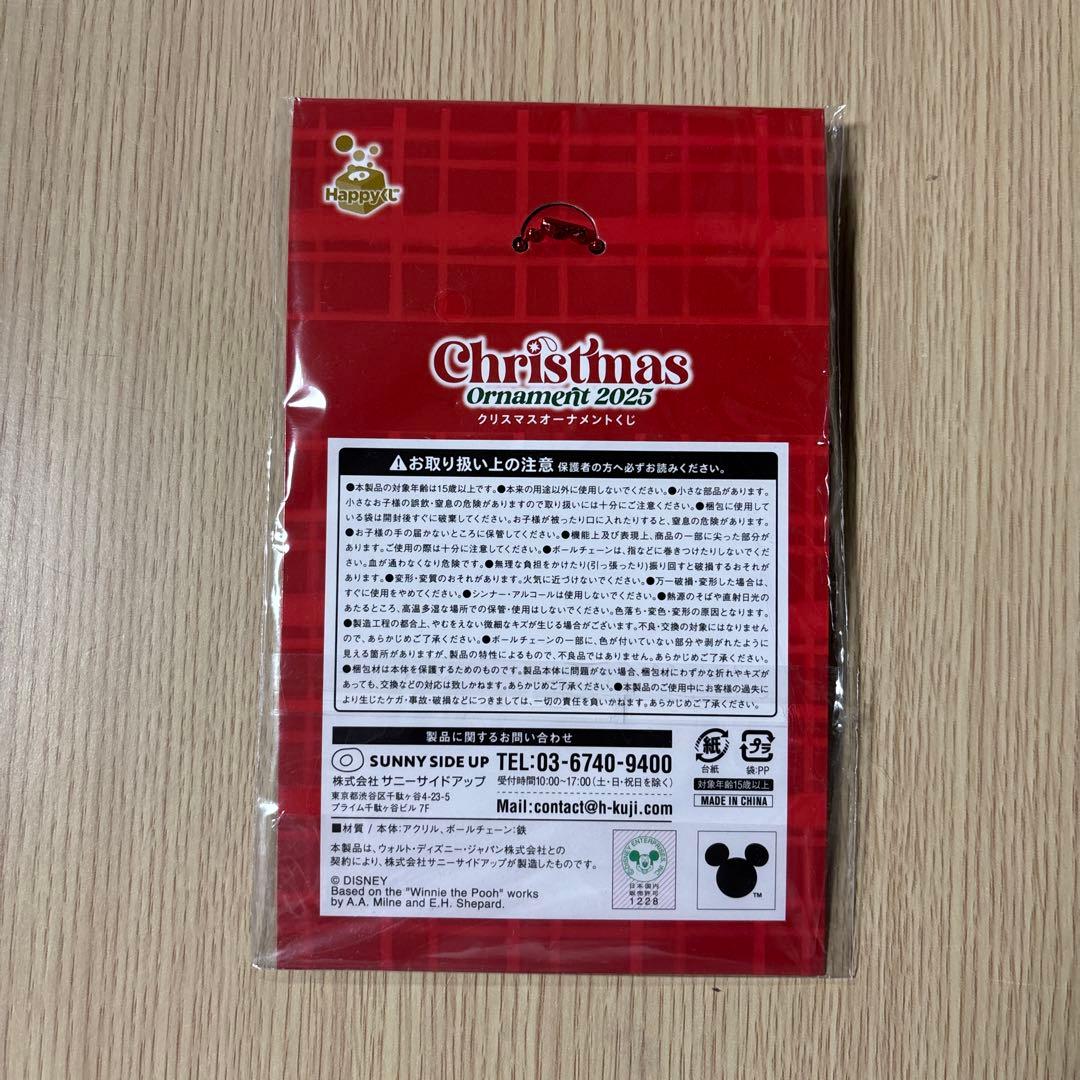 Happyくじ
Christmas
Ornament 2025
クリスマスオーナメントくじ
お取り扱い上の注意 保護者の方へ必ずお読みください。
●本製品の対象年齢は15歳以上です。●本来の用途以外に使用しないでください。●小さな部品があります。
小さなお子様の誤飲・窒息の危険がありますので取り扱いには十分にご注意ください。●梱包に使用して
いる袋は開封後すぐに破棄してください。お子様が被ったり口に入れたりすると、窒息の危険があります。
●お子様の手の届かないところに保管してください。●機能上及び表現上、商品の一部に尖った部分が
あります。ご使用の際は十分に注意してください。●ボールチェーンは、指などに巻きつけたりしないでくだ
さい。血が通わなくなり危険です。●無理な負担をかけたり(引っ張ったり)振り回すと破損するおそれが
あります。●変形・変質のおそれがあります。火気に近づけないでください。●万一破損・変形した場合は、
すぐに使用をやめてください。●シンナー・アルコールは使用しないでください。●熱源のそばや直射日光の
あたるところ、高温多湿な場所での保管・使用はしないでください。色落ち・変色・変形の原因となります。
●製造工程の都合上、やむをえない微細なキズが生じる場合がございます。不良・交換の対象にはなりません
ので、あらかじめご了承ください。●ボールチェーンの一部に、色が付いていない部分や剥がれたように
見える箇所がありますが、製品の特性によるもので、不良品ではありません。あらかじめご了承ください。
●梱包材は本体を保護するためのものです。製品本体に問題がない場合、梱包材にわずかな折れやキズが
あっても、交換などの対応は致しかねます。あらかじめご了承ください。●本製品のご使用中にお客様の過失に
より生じたケガ・事故・破損などにつきましては、一切の責任を負いかねます。あらかじめご了承ください。
製品に関するお問い合わせ
SUNNY SIDE UP
株式会社 サニーサイドアップ
東京都渋谷区千駄ヶ谷4-23-5
プライム千駄ヶ谷ビル 7F
TEL:03-6740-9400
受付時間10:00~17:00(土・日・祝日を除く)
Mail:contact@h-kuji.com
紙
台紙
プラ
袋:PP
対象年齢15歳以上
MADE IN CHINA
■材質 / 本体:アクリル、ボールチェーン:鉄
本製品は、ウォルト・ディズニー・ジャパン株式会社との
契約により、株式会社サニーサイドアップが製造したものです。
© DISNEY
Based on the "Winnie the Pooh" works
by A.A. Milne and E.H. Shepard.
©DISNEY ENTERPRISES, INC.
日本国内
販売許可
1228
TM